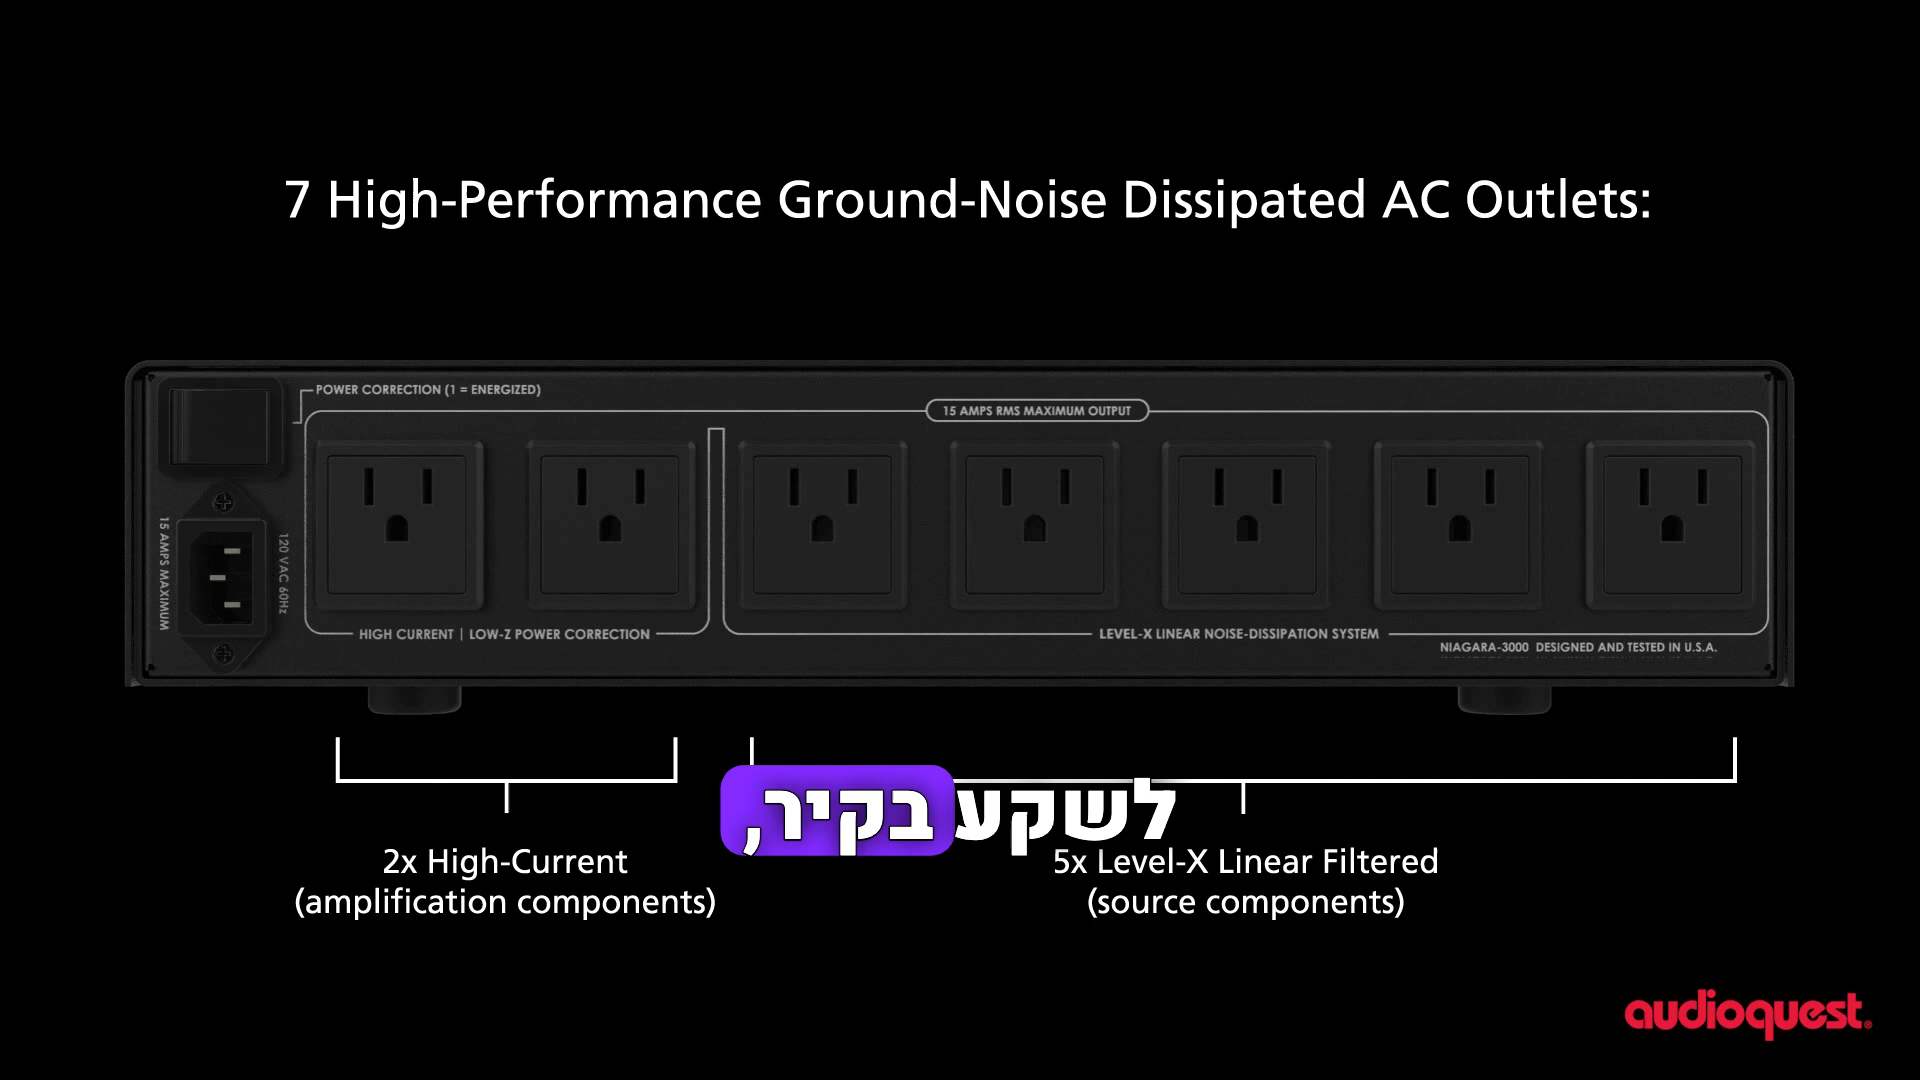 7 High-Performance Ground-Noise Dissipated AC Outlets:
POWER CORRECTION (1 = ENERGIZED)
15 AMPS RMS MAXIMUM OUTPUT
15 AMPS MAXIMUM
120 VAC 60Hz
HIGH CURRENT | LOW-Z POWER CORRECTION
LEVEL-X LINEAR NOISE-DISSIPATION SYSTEM
NIAGARA-3000 DESIGNED AND TESTED IN U.S.A.
לשקע בקיר,
2x High-Current
(amplification components)
5x Level-X Linear Filtered
(source components)
audioquest®